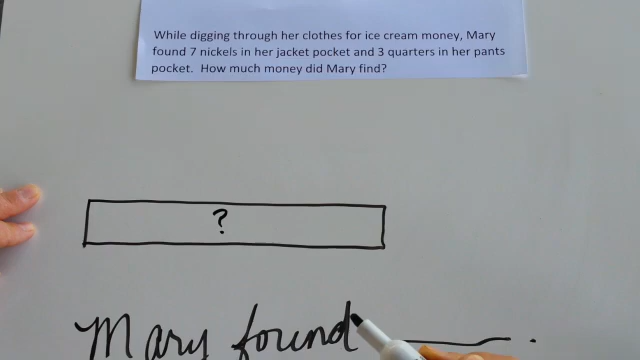 While digging through her clothes for ice cream money, Mary
found 7 nickels in her jacket pocket and 3 quarters in her pants
pocket. How much money did Mary find?
?
Mary found ______.